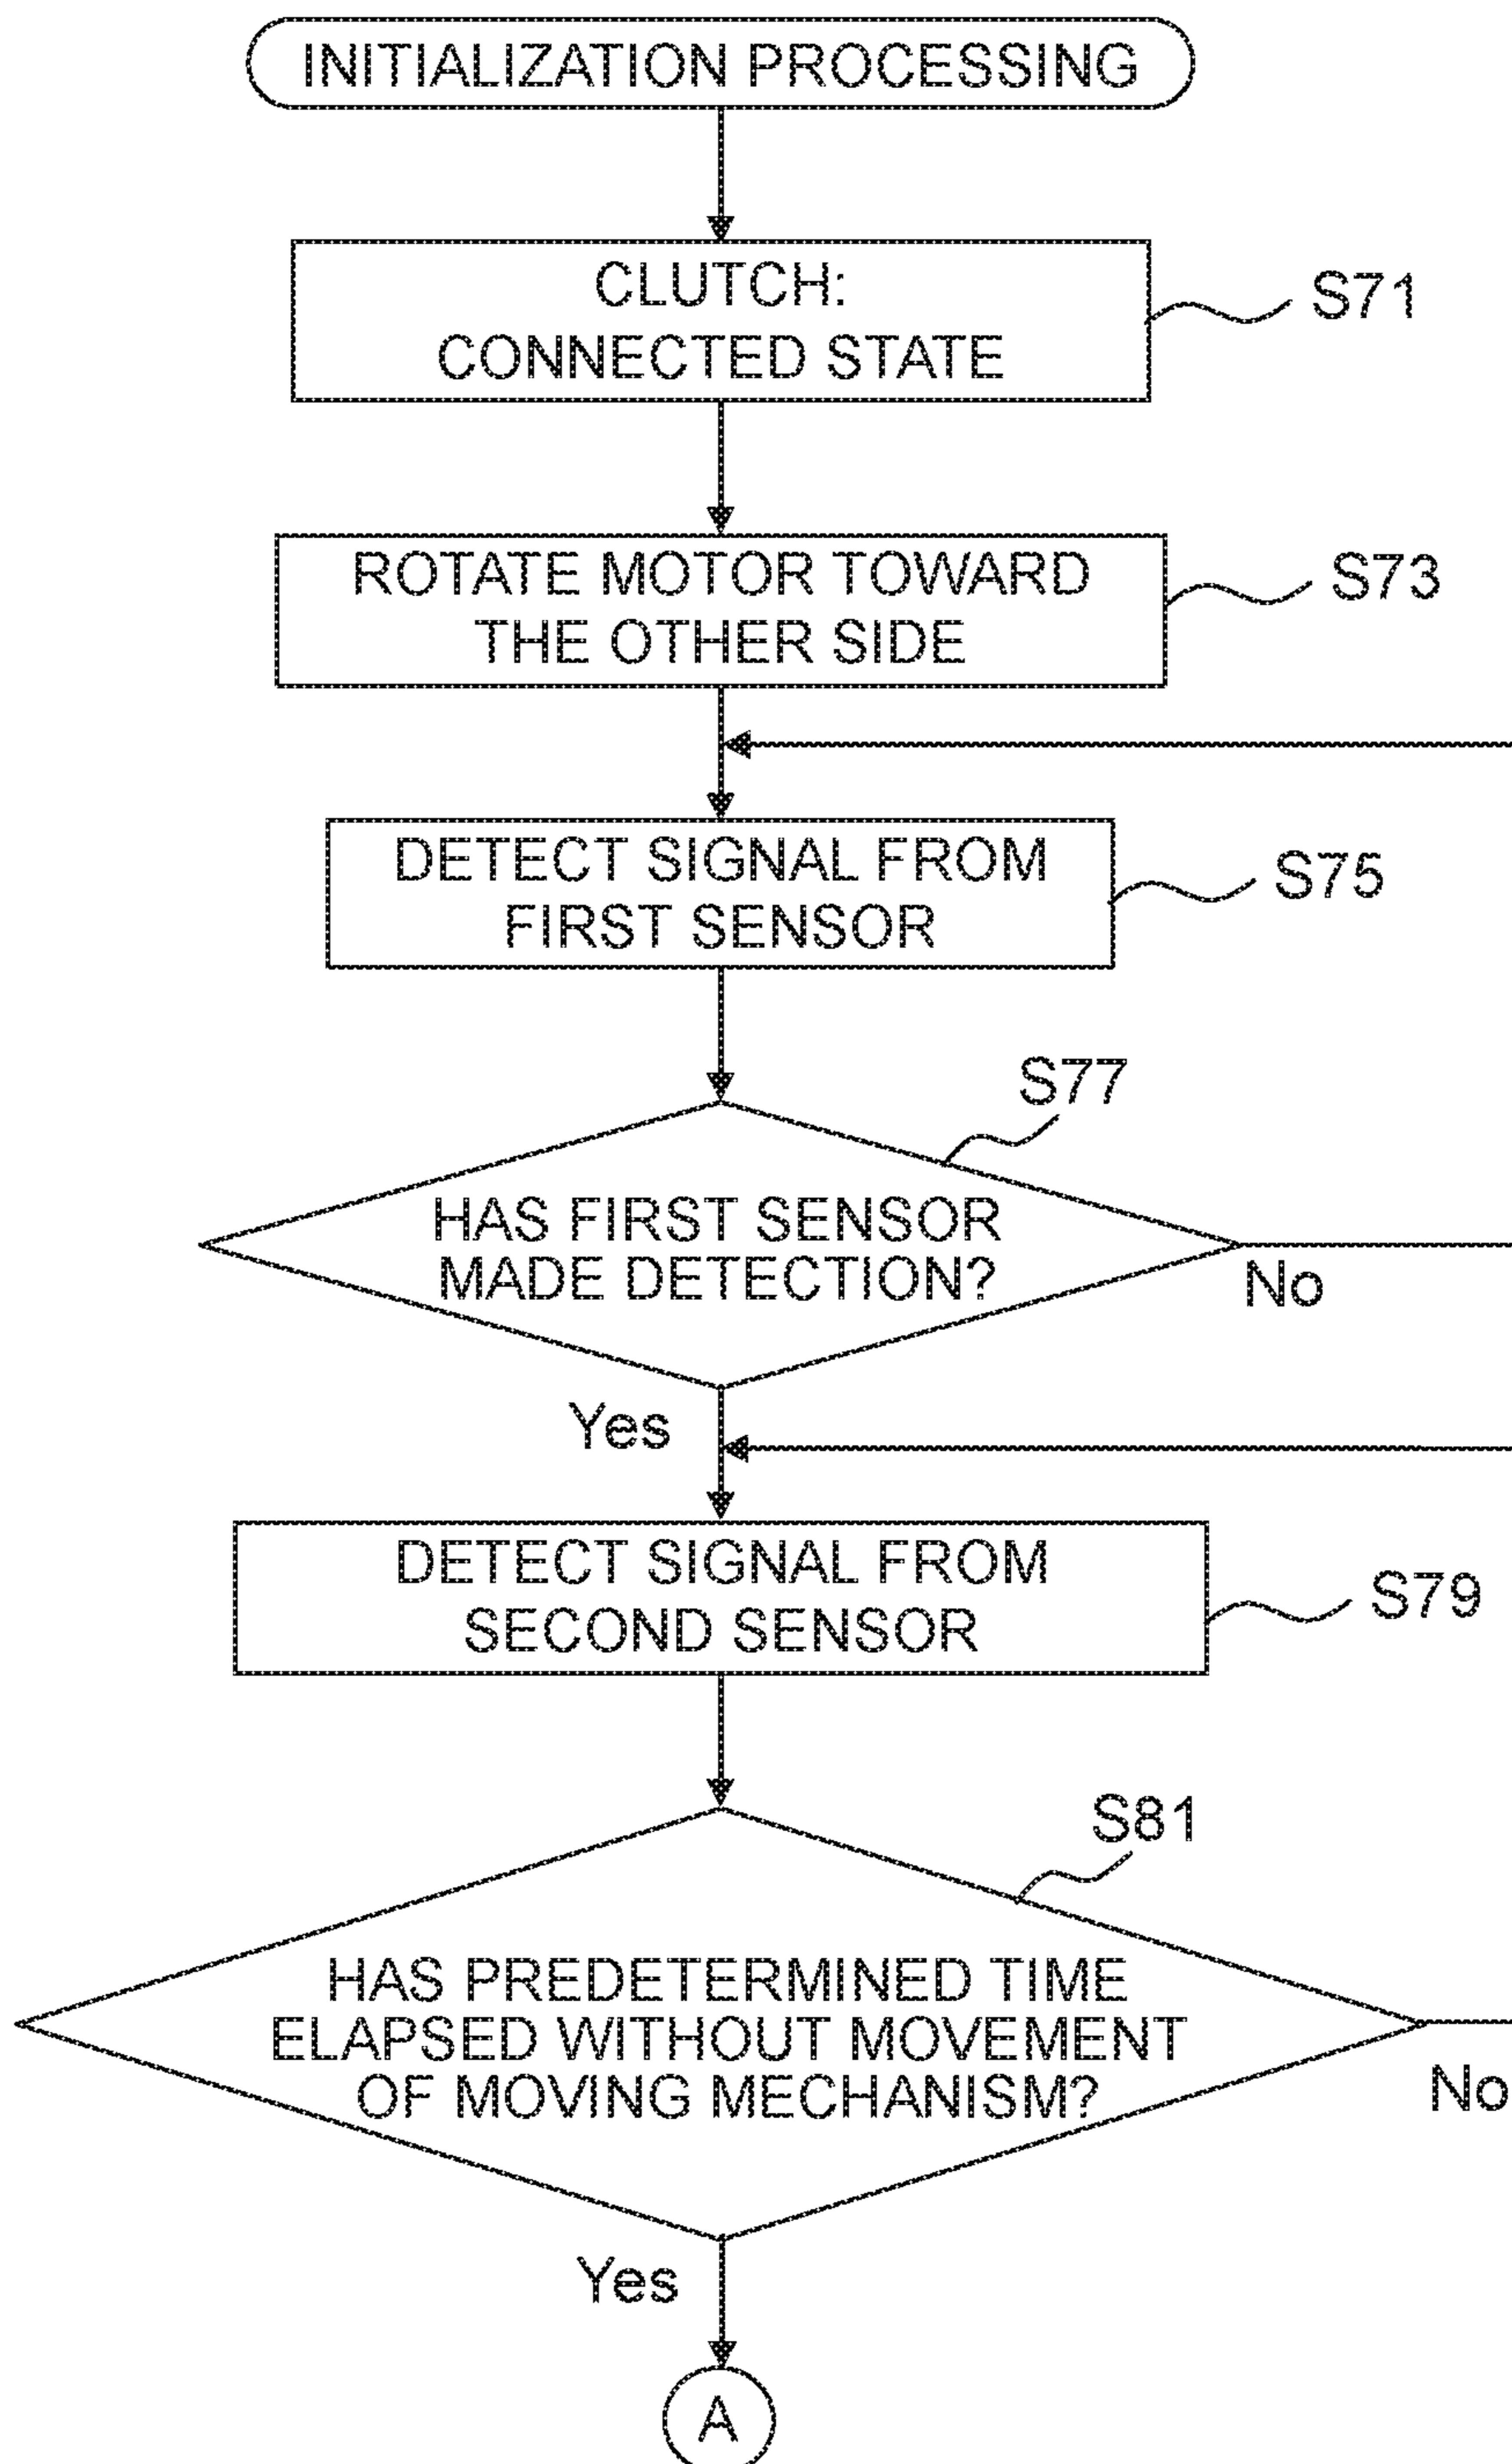 INITIALIZATION PROCESSING
CLUTCH:
CONNECTED STATE
S71
ROTATE MOTOR TOWARD
THE OTHER SIDE
S73
DETECT SIGNAL FROM
FIRST SENSOR
S75
S77
HAS FIRST SENSOR
MADE DETECTION?
No
Yes
DETECT SIGNAL FROM
SECOND SENSOR
S79
S81
HAS PREDETERMINED TIME
ELAPSED WITHOUT MOVEMENT
OF MOVING MECHANISM?
No
Yes
A